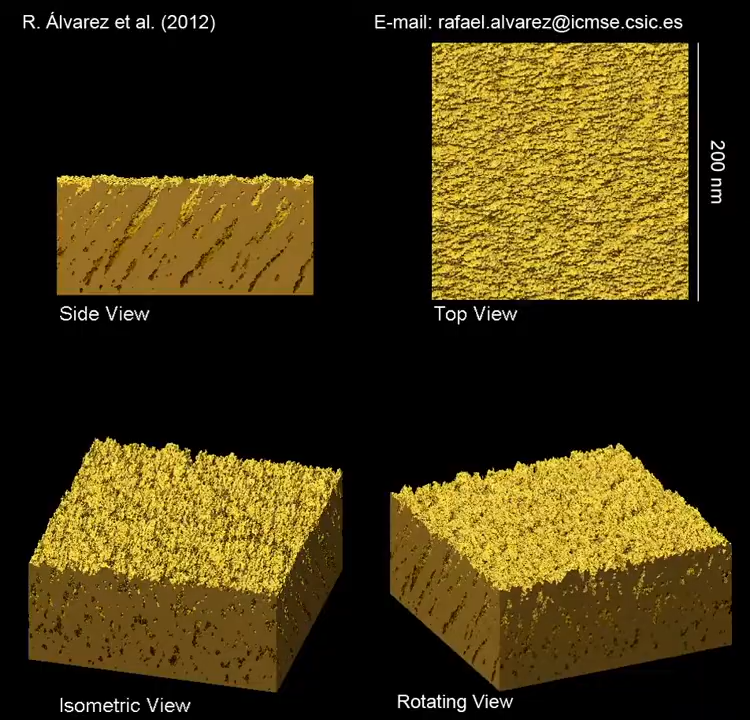 R. Álvarez et al. (2012)
E-mail: rafael.alvarez@icmse.csic.es
200 nm
Side View
Top View
Isometric View
Rotating View